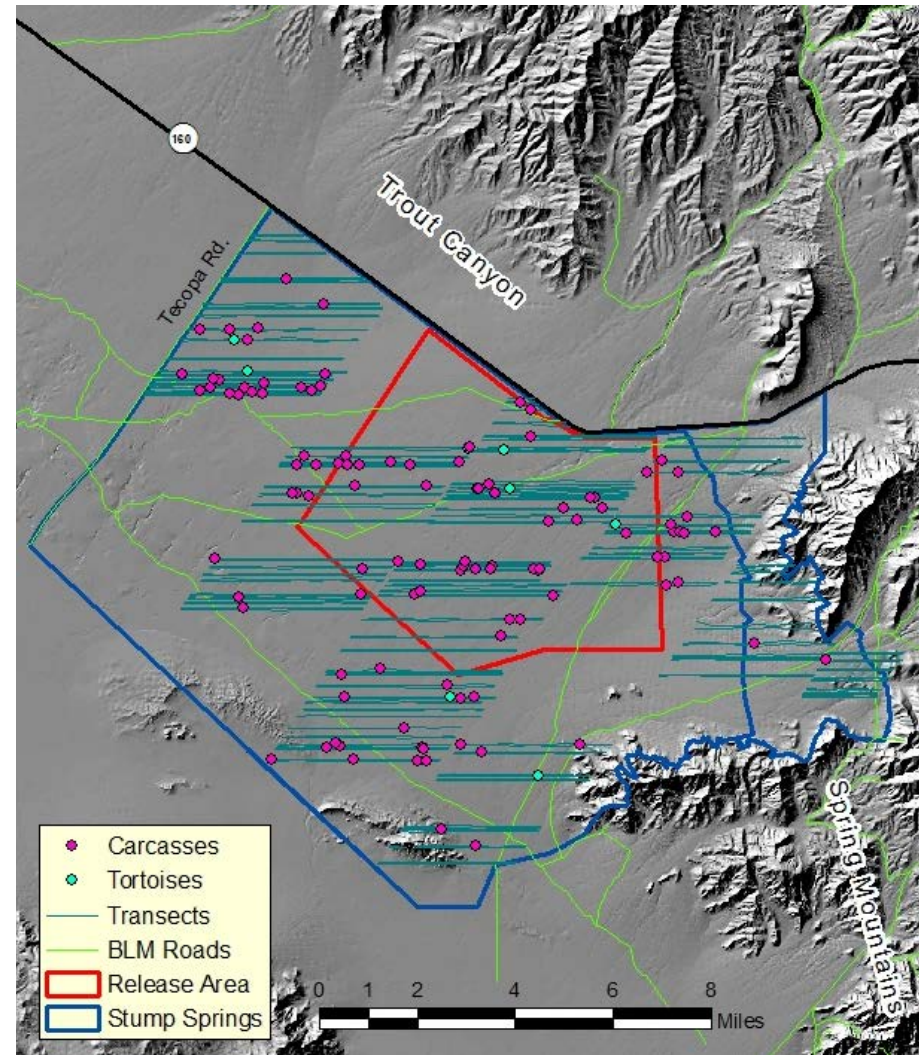 160
Trout Canyon
Tecopa Rd.
Spring Mountains
Carcasses
Tortoises
Transects
BLM Roads
Release Area
Stump Springs
0 1 2 4 6 8
Miles